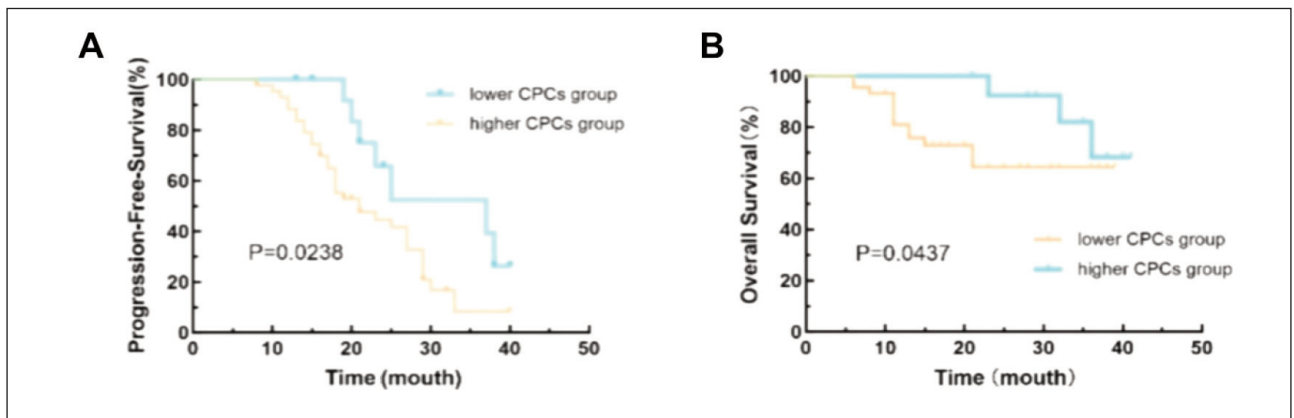 A
Progression-Free-Survival(%)
100
80
60
40
20
0
0 10 20 30 40 50
Time (mouth)
lower CPCs group
higher CPCs group
P=0.0238
B
Overall Survival(%)
100
80
60
40
20
0
0 10 20 30 40 50
Time (mouth)
lower CPCs group
higher CPCs group
P=0.0437